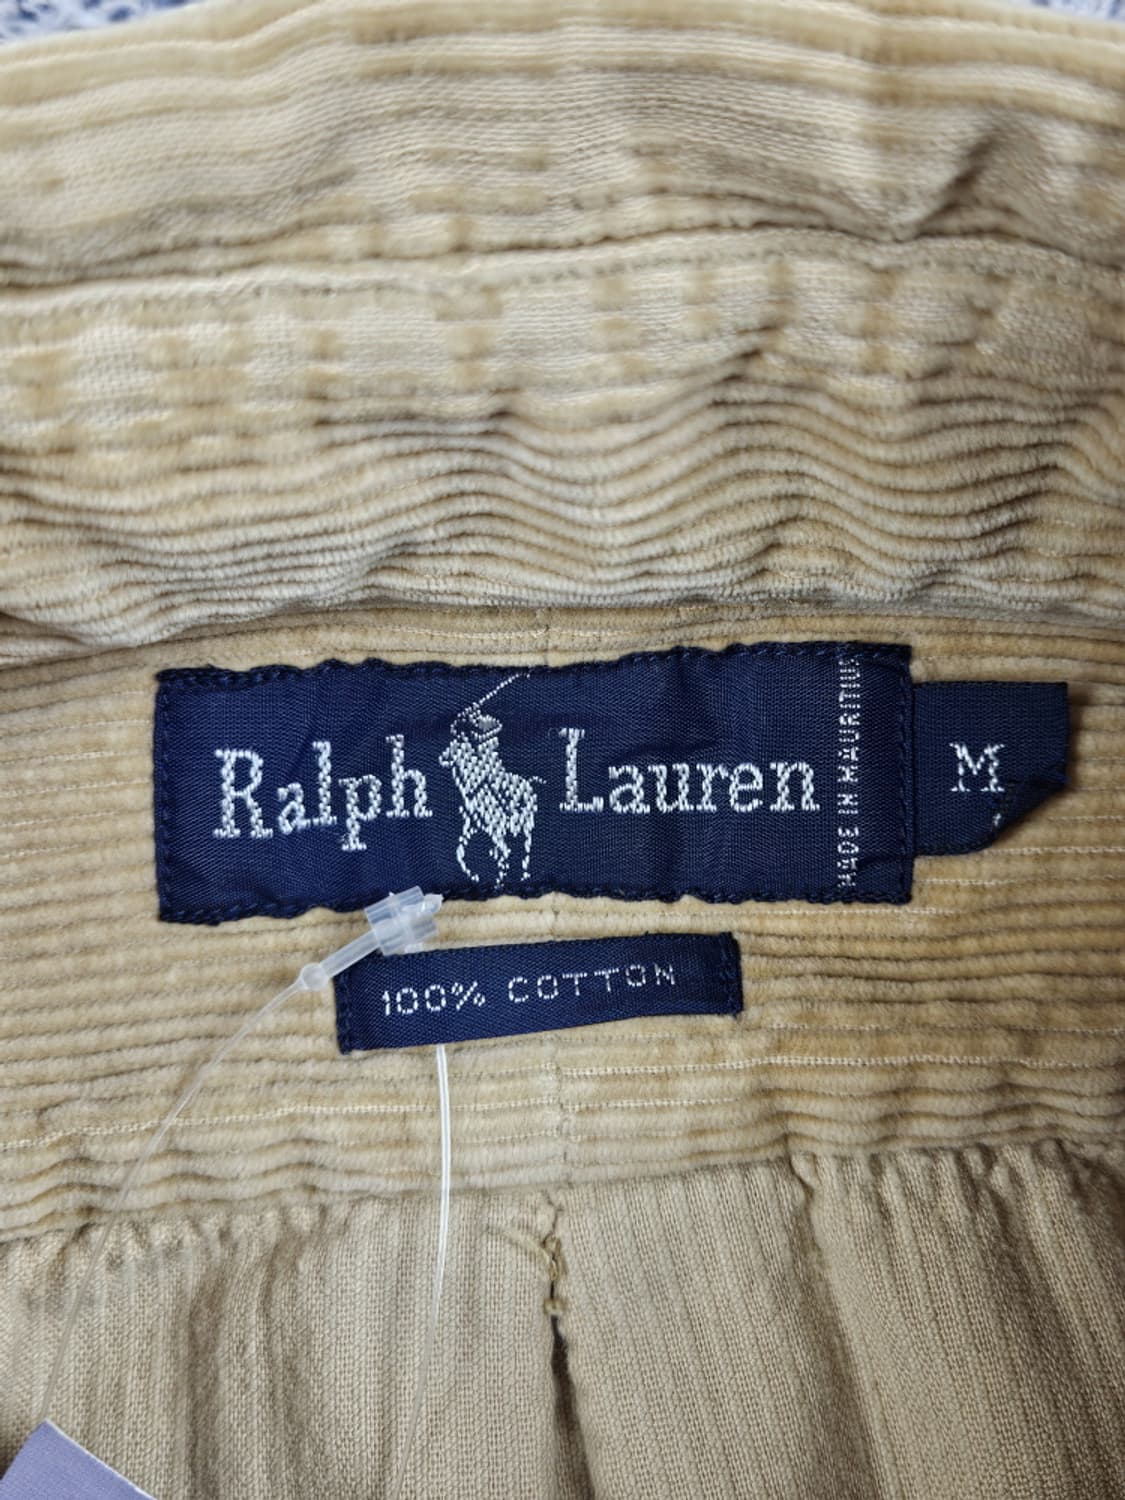 Ralph Lauren
MADE IN MAURITIUS
M
100% COTTON